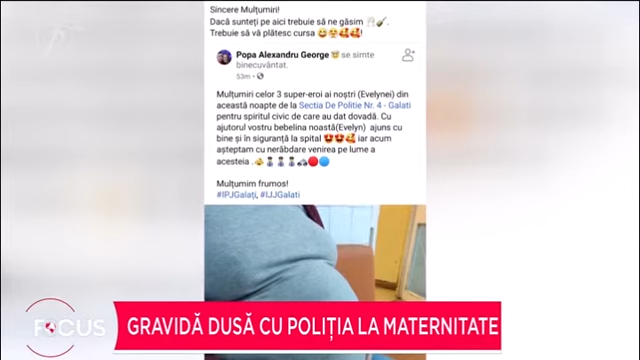 Sincere Mulțumiri!
Dacă sunteți pe aici trebuie să ne găsim
Trebuie să vă plătesc cursa
Popa Alexandru George se simte
binecuvântat.
53m
Mulțumiri celor 3 super-eroi ai noștri (Evelynei) din
această noapte de la Sectia De Politie Nr. 4 - Galati
pentru spiritul civic de care au dat dovadă. Cu
ajutorul vostru bebelina noastă(Evelyn) ajuns cu
bine și în siguranță la spital iar acum
așteptam cu nerăbdare venirea pe lume a
acesteia .
Mulțumim frumos!
#IPJGalați, #IJJGalati
FOCUS
GRAVIDĂ DUSĂ CU POLIȚIA LA MATERNITATE